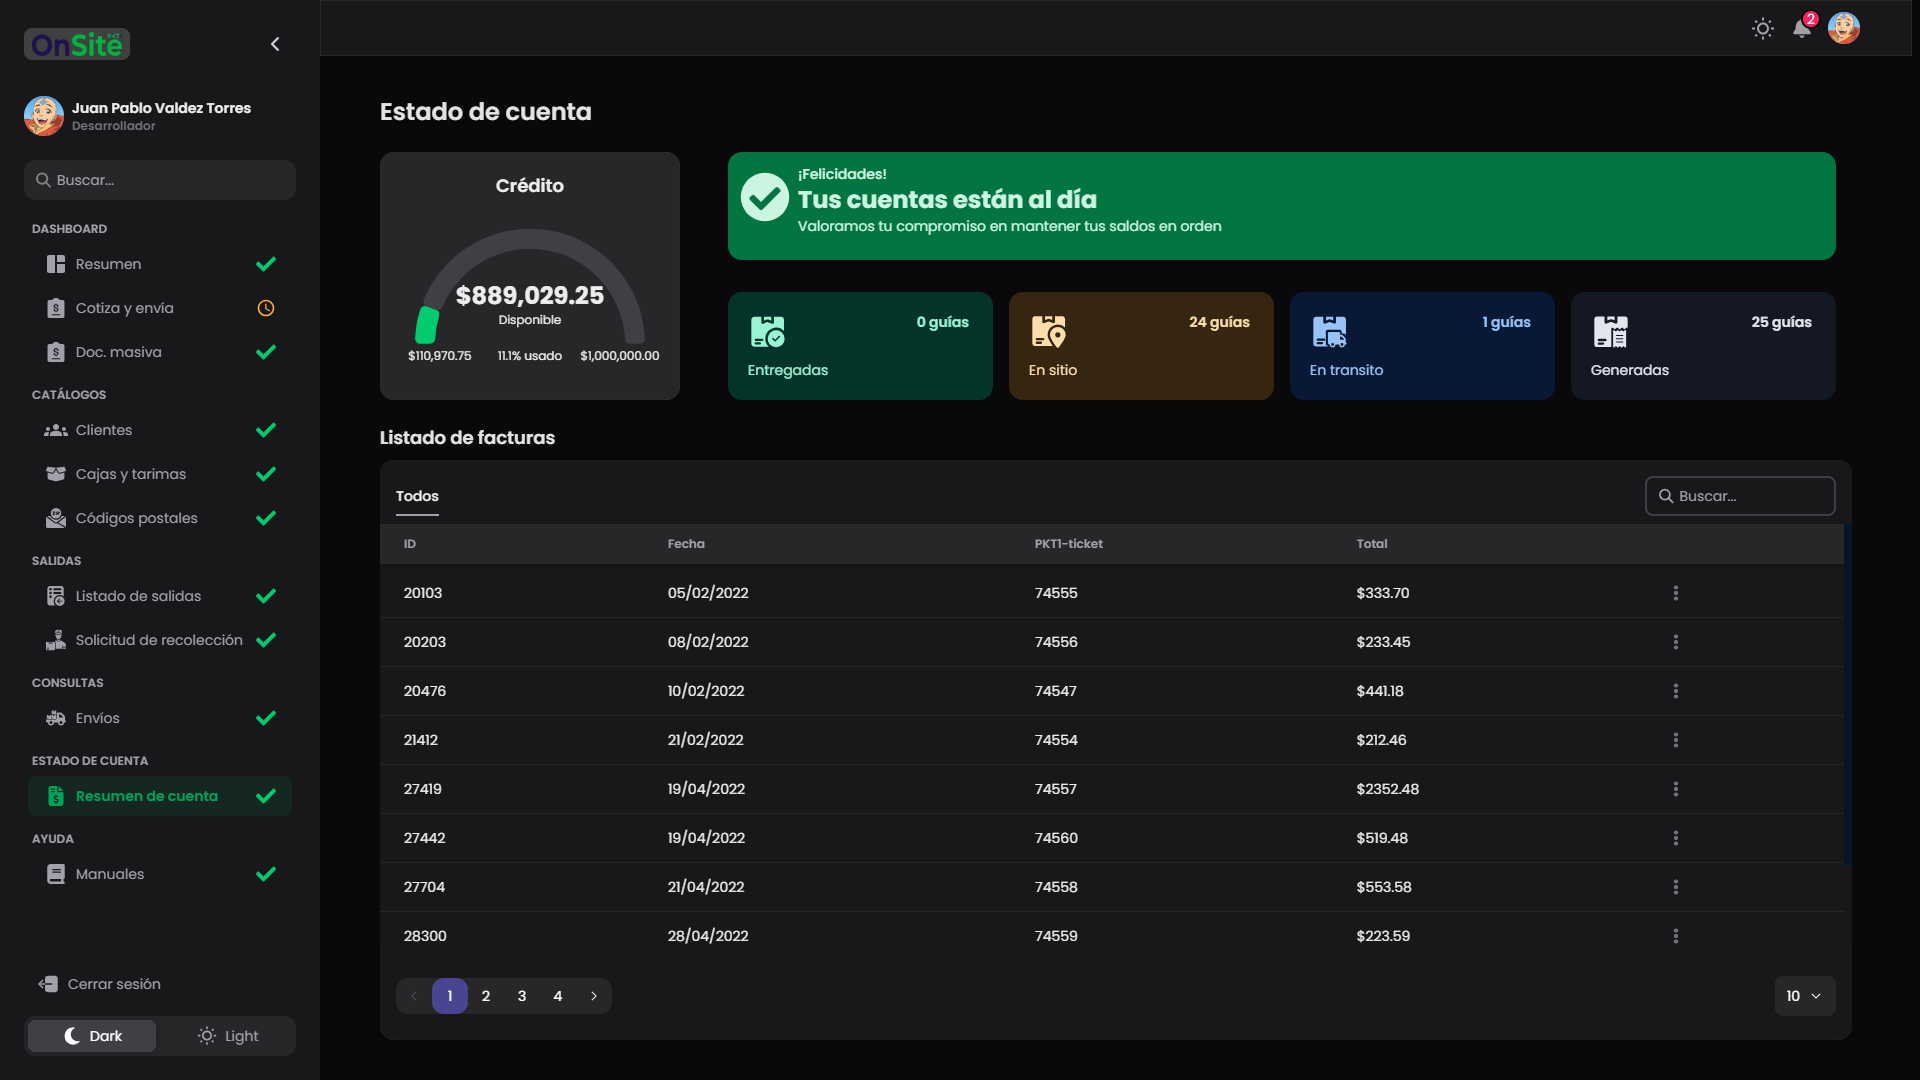 OnSite
PKT1
Juan Pablo Valdez Torres
Desarrollador
Buscar...
DASHBOARD
Resumen
Cotiza y envía
Doc. masiva
CATÁLOGOS
Clientes
Cajas y tarimas
Códigos postales
SALIDAS
Listado de salidas
Solicitud de recolección
CONSULTAS
Envíos
ESTADO DE CUENTA
Resumen de cuenta
AYUDA
Manuales
Cerrar sesión
Dark Light
2
Estado de cuenta
Crédito
$889,029.25
Disponible
$110,970.75 11.1% usado $1,000,000.00
¡Felicidades!
Tus cuentas están al día
Valoramos tu compromiso en mantener tus saldos en orden
0 guías
Entregadas
24 guías
En sitio
1 guías
En transito
25 guías
Generadas
Listado de facturas
Todos Buscar...
ID Fecha PKT1-ticket Total
20103 05/02/2022 74555 $333.70
20203 08/02/2022 74556 $233.45
20476 10/02/2022 74547 $441.18
21412 21/02/2022 74554 $212.46
27419 19/04/2022 74557 $2352.48
27442 19/04/2022 74560 $519.48
27704 21/04/2022 74558 $553.58
28300 28/04/2022 74559 $223.59
1 2 3 4 10